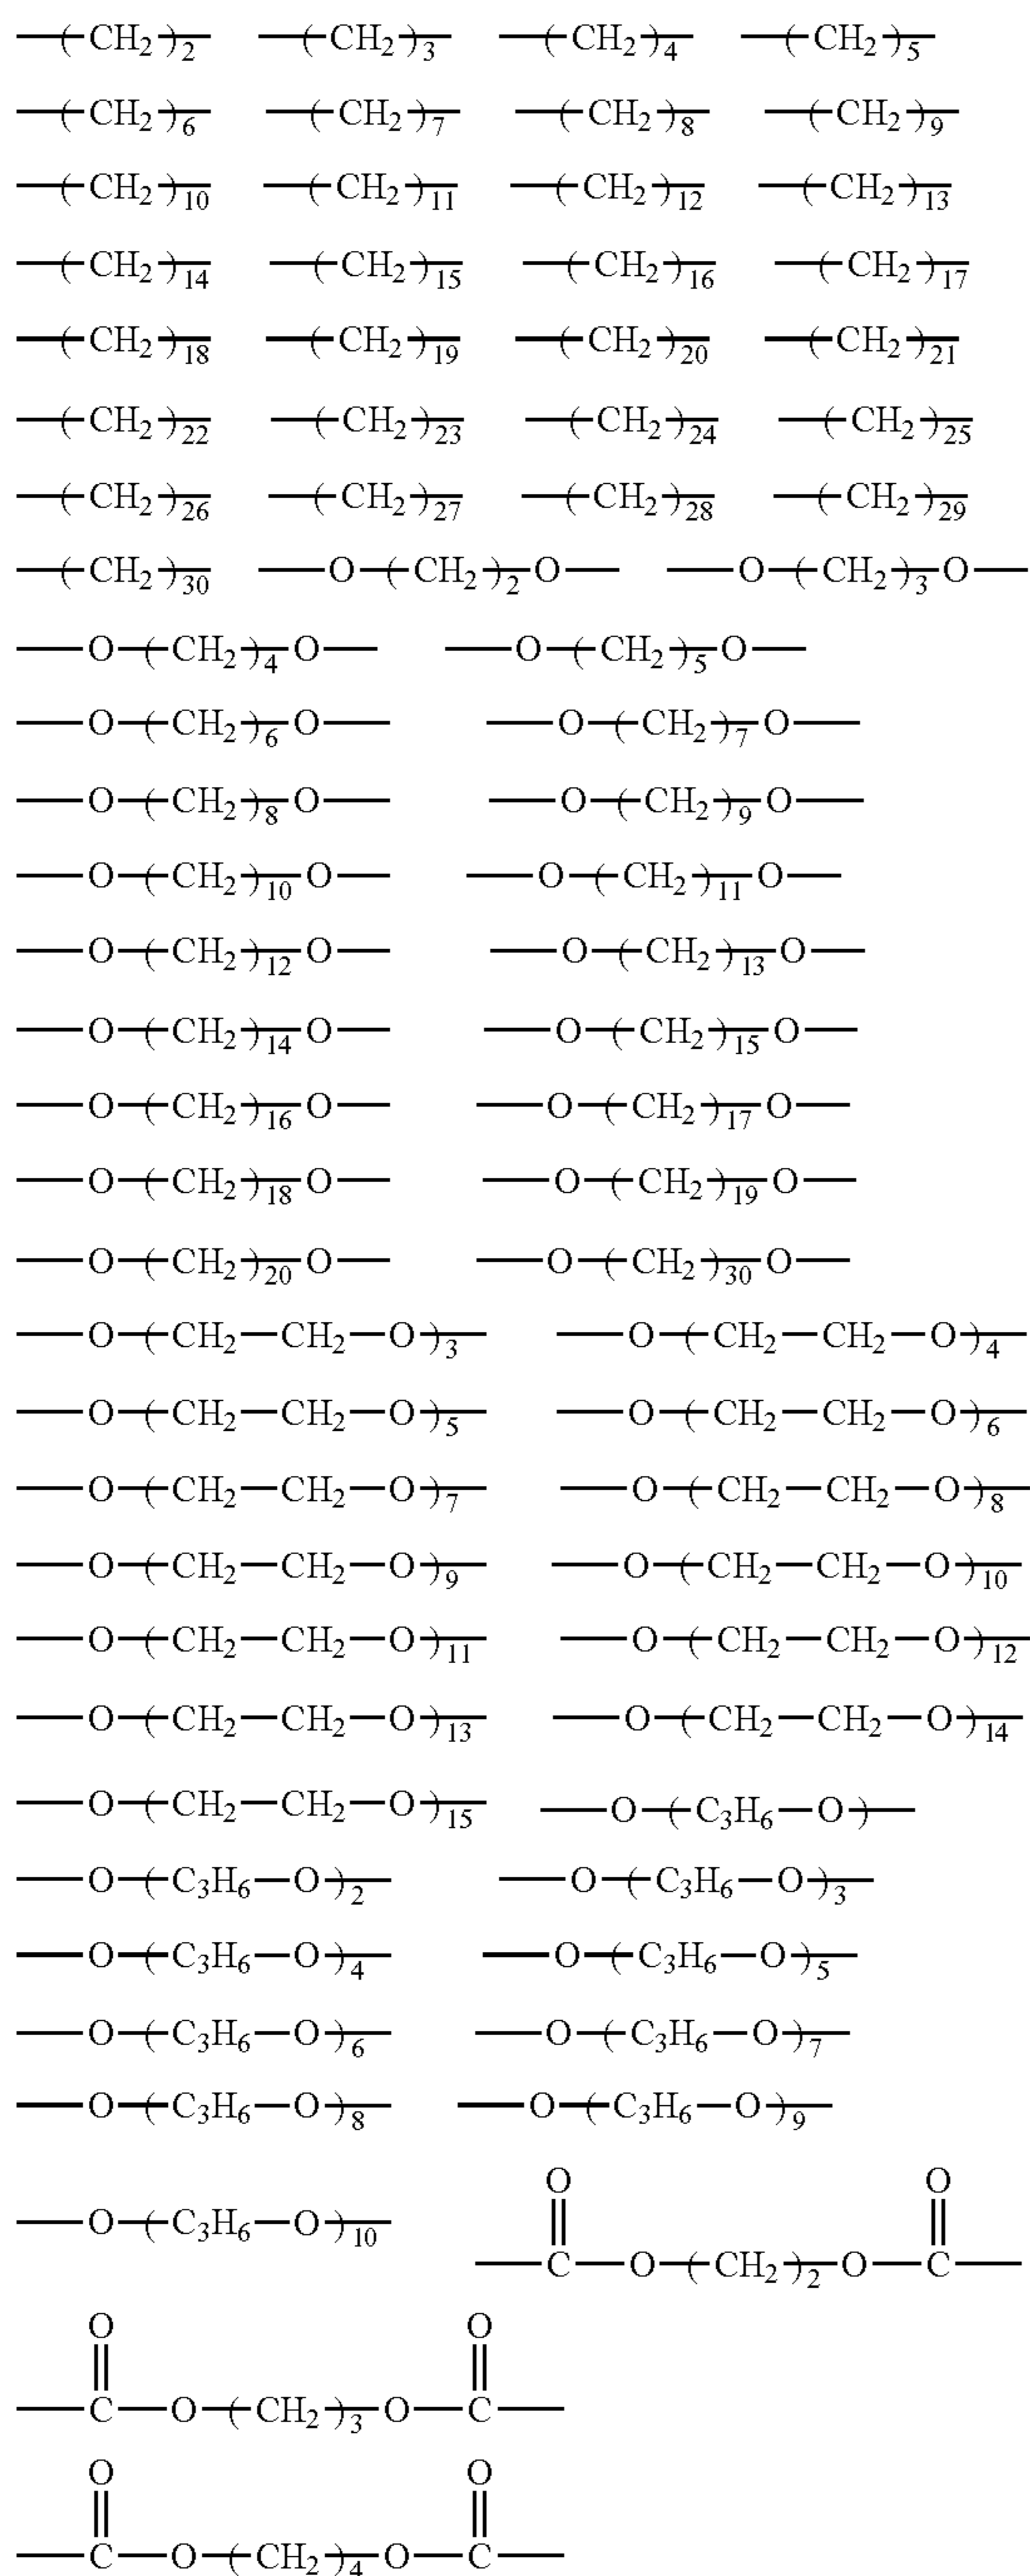 —(CH₂)₂— —(CH₂)₃— —(CH₂)₄— —(CH₂)₅—
—(CH₂)₆— —(CH₂)₇— —(CH₂)₈— —(CH₂)₉—
—(CH₂)₁₀— —(CH₂)₁₁— —(CH₂)₁₂— —(CH₂)₁₃—
—(CH₂)₁₄— —(CH₂)₁₅— —(CH₂)₁₆— —(CH₂)₁₇—
—(CH₂)₁₈— —(CH₂)₁₉— —(CH₂)₂₀— —(CH₂)₂₁—
—(CH₂)₂₂— —(CH₂)₂₃— —(CH₂)₂₄— —(CH₂)₂₅—
—(CH₂)₂₆— —(CH₂)₂₇— —(CH₂)₂₈— —(CH₂)₂₉—
—(CH₂)₃₀— —O—(CH₂)₂—O— —O—(CH₂)₃—O—
—O—(CH₂)₄—O— —O—(CH₂)₅—O—
—O—(CH₂)₆—O— —O—(CH₂)₇—O—
—O—(CH₂)₈—O— —O—(CH₂)₉—O—
—O—(CH₂)₁₀—O— —O—(CH₂)₁₁—O—
—O—(CH₂)₁₂—O— —O—(CH₂)₁₃—O—
—O—(CH₂)₁₄—O— —O—(CH₂)₁₅—O—
—O—(CH₂)₁₆—O— —O—(CH₂)₁₇—O—
—O—(CH₂)₁₈—O— —O—(CH₂)₁₉—O—
—O—(CH₂)₂₀—O— —O—(CH₂)₃₀—O—
—O—(CH₂—CH₂—O)₃— —O—(CH₂—CH₂—O)₄—
—O—(CH₂—CH₂—O)₅— —O—(CH₂—CH₂—O)₆—
—O—(CH₂—CH₂—O)₇— —O—(CH₂—CH₂—O)₈—
—O—(CH₂—CH₂—O)₉— —O—(CH₂—CH₂—O)₁₀—
—O—(CH₂—CH₂—O)₁₁— —O—(CH₂—CH₂—O)₁₂—
—O—(CH₂—CH₂—O)₁₃— —O—(CH₂—CH₂—O)₁₄—
—O—(CH₂—CH₂—O)₁₅— —O—(C₃H₆—O)—
—O—(C₃H₆—O)₂— —O—(C₃H₆—O)₃—
—O—(C₃H₆—O)₄— —O—(C₃H₆—O)₅—
—O—(C₃H₆—O)₆— —O—(C₃H₆—O)₇—
—O—(C₃H₆—O)₈— —O—(C₃H₆—O)₉—
O O
—O—(C₃H₆—O)₁₀—
—C—O—(CH₂)₂—O—C—
O O
—C—O—(CH₂)₃—O—C—
O O
—C—O—(CH₂)₄—O—C—